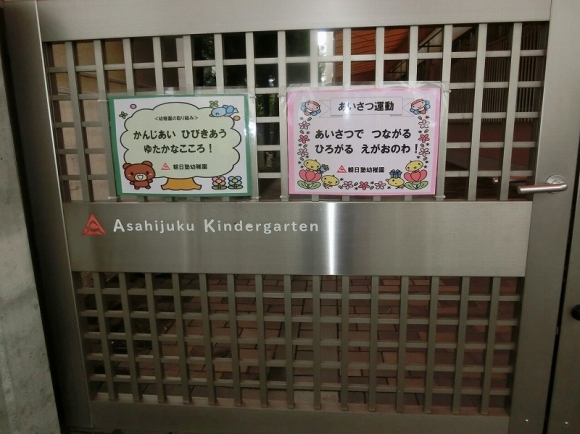 <幼稚園の取り組み>
かんじあい ひびきあう
ゆたかなこころ！
朝日塾幼稚園
あいさつ運動
あいさつで つながる
ひろがる えがおのわ！
朝日塾幼稚園
Asahijuku Kindergarten